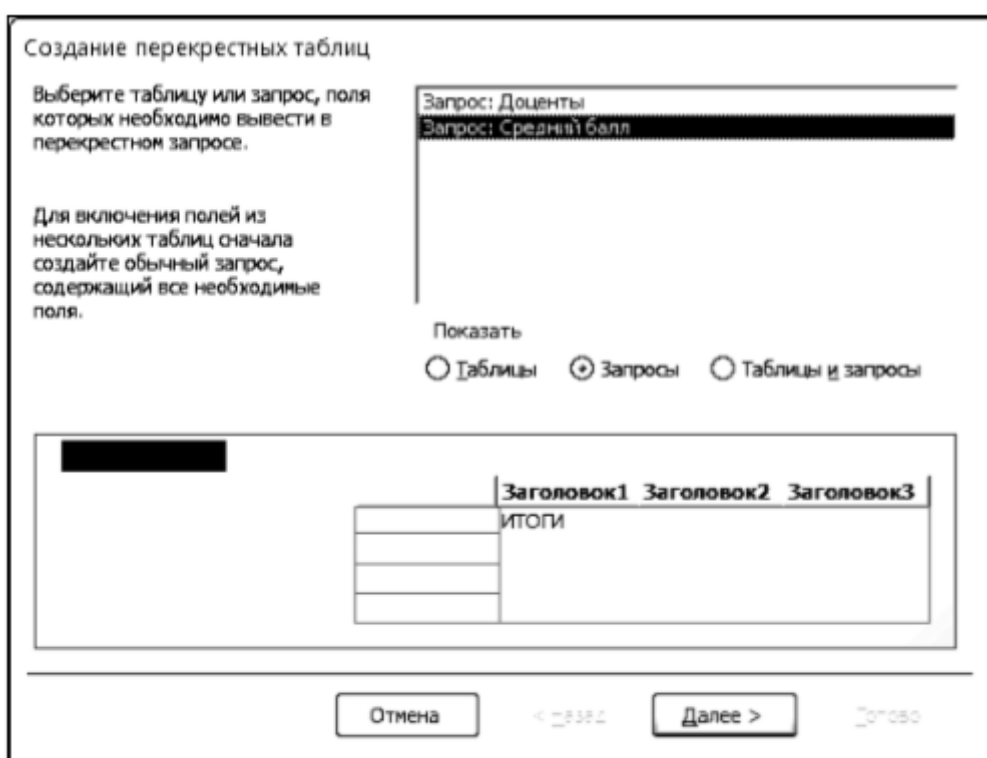 Создание перекрестных таблиц
Выберите таблицу или запрос, поля
которых необходимо вывести в
перекрестном запросе.
Для включения полей из
нескольких таблиц сначала
создайте обычный запрос,
содержащий все необходимые
поля.
Запрос: Доценты
Запрос: Средний балл
Показать
Таблицы Запросы Таблицы и запросы
Заголовок1 Заголовок2 Заголовок3
ИТОГИ
Отмена < Назад Далее > Готово